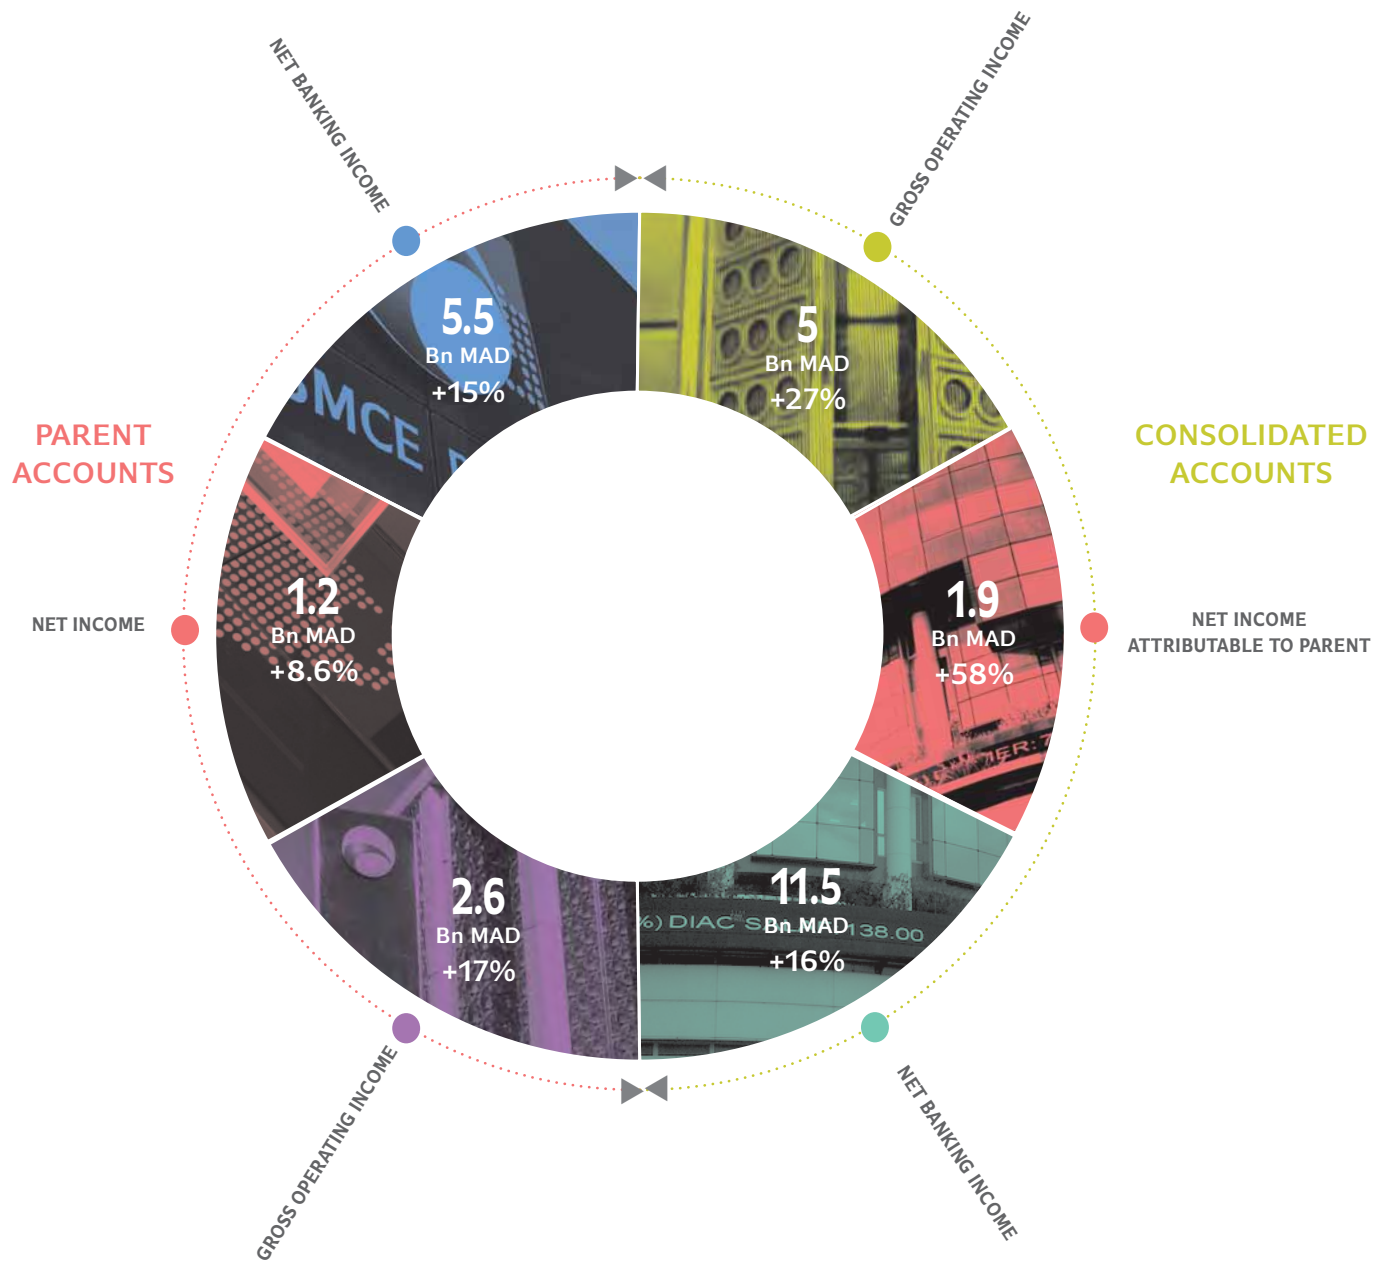 NET BANKING INCOME
GROSS OPERATING INCOME
5.5
Bn MAD
+15%
5
Bn MAD
+27%
MCE
PARENT
ACCOUNTS
CONSOLIDATED
ACCOUNTS
NET INCOME
1.2
Bn MAD
+8.6%
1.9
Bn MAD
+58%
NET INCOME
ATTRIBUTABLE TO PARENT
IER:7
2.6
Bn MAD
+17%
11.5
Bn MAD
+16%
%) DIAC
138.00
GROSS OPERATING INCOME
NET BANKING INCOME